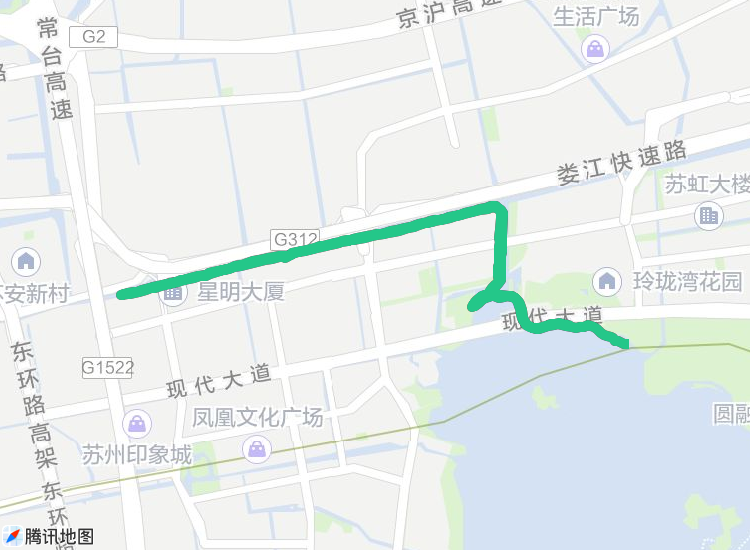 京沪高速
生活广场
常台高速
G2
路
娄江快速路
苏虹大楼
G312
星明大厦
玲珑湾花园
新村
现代大道
东环路高架
G1522
现代大道
凤凰文化广场
圆融
苏州印象城
东环
腾讯地图